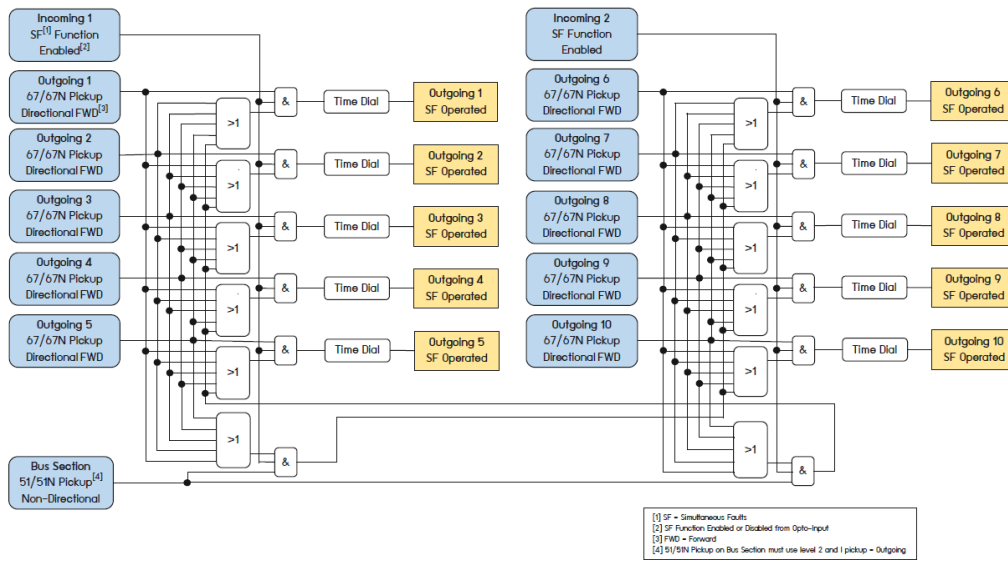 Incoming 1
SF[1] Function
Enabled[2]
Outgoing 1
67/67N Pickup
Directional FWD[3]
Outgoing 2
67/67N Pickup
Directional FWD
Outgoing 3
67/67N Pickup
Directional FWD
Outgoing 4
67/67N Pickup
Directional FWD
Outgoing 5
67/67N Pickup
Directional FWD
Bus Section
51/51N Pickup[4]
Non-Directional
>1
>1
>1
>1
>1
>1
&
&
&
&
&
&
Time Dial
Time Dial
Time Dial
Time Dial
Time Dial
Outgoing 1
SF Operated
Outgoing 2
SF Operated
Outgoing 3
SF Operated
Outgoing 4
SF Operated
Outgoing 5
SF Operated
Incoming 2
SF Function
Enabled
Outgoing 6
67/67N Pickup
Directional FWD
Outgoing 7
67/67N Pickup
Directional FWD
Outgoing 8
67/67N Pickup
Directional FWD
Outgoing 9
67/67N Pickup
Directional FWD
Outgoing 10
67/67N Pickup
Directional FWD
>1
>1
>1
>1
>1
>1
&
&
&
&
&
&
Time Dial
Time Dial
Time Dial
Time Dial
Time Dial
Outgoing 6
SF Operated
Outgoing 7
SF Operated
Outgoing 8
SF Operated
Outgoing 9
SF Operated
Outgoing 10
SF Operated
[1] SF = Simultaneous Faults
[2] SF Function Enabled or Disabled from Opto-Input
[3] FWD = Forward
[4] 51/51N Pickup on Bus Section must use level 2 and I pickup = Outgoing